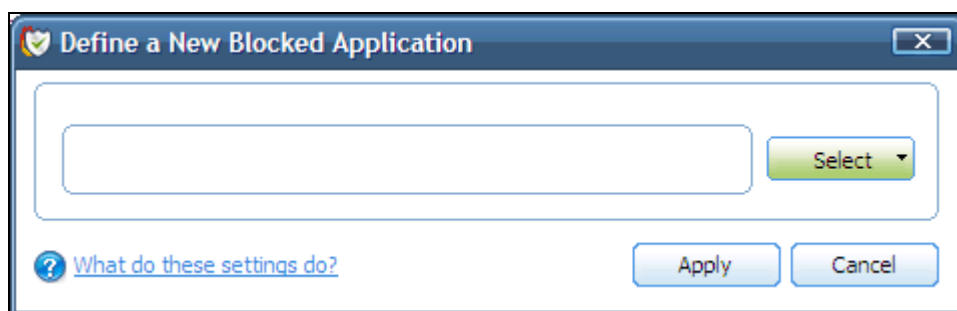 Define a New Blocked Application
Select
What do these settings do?
Apply
Cancel